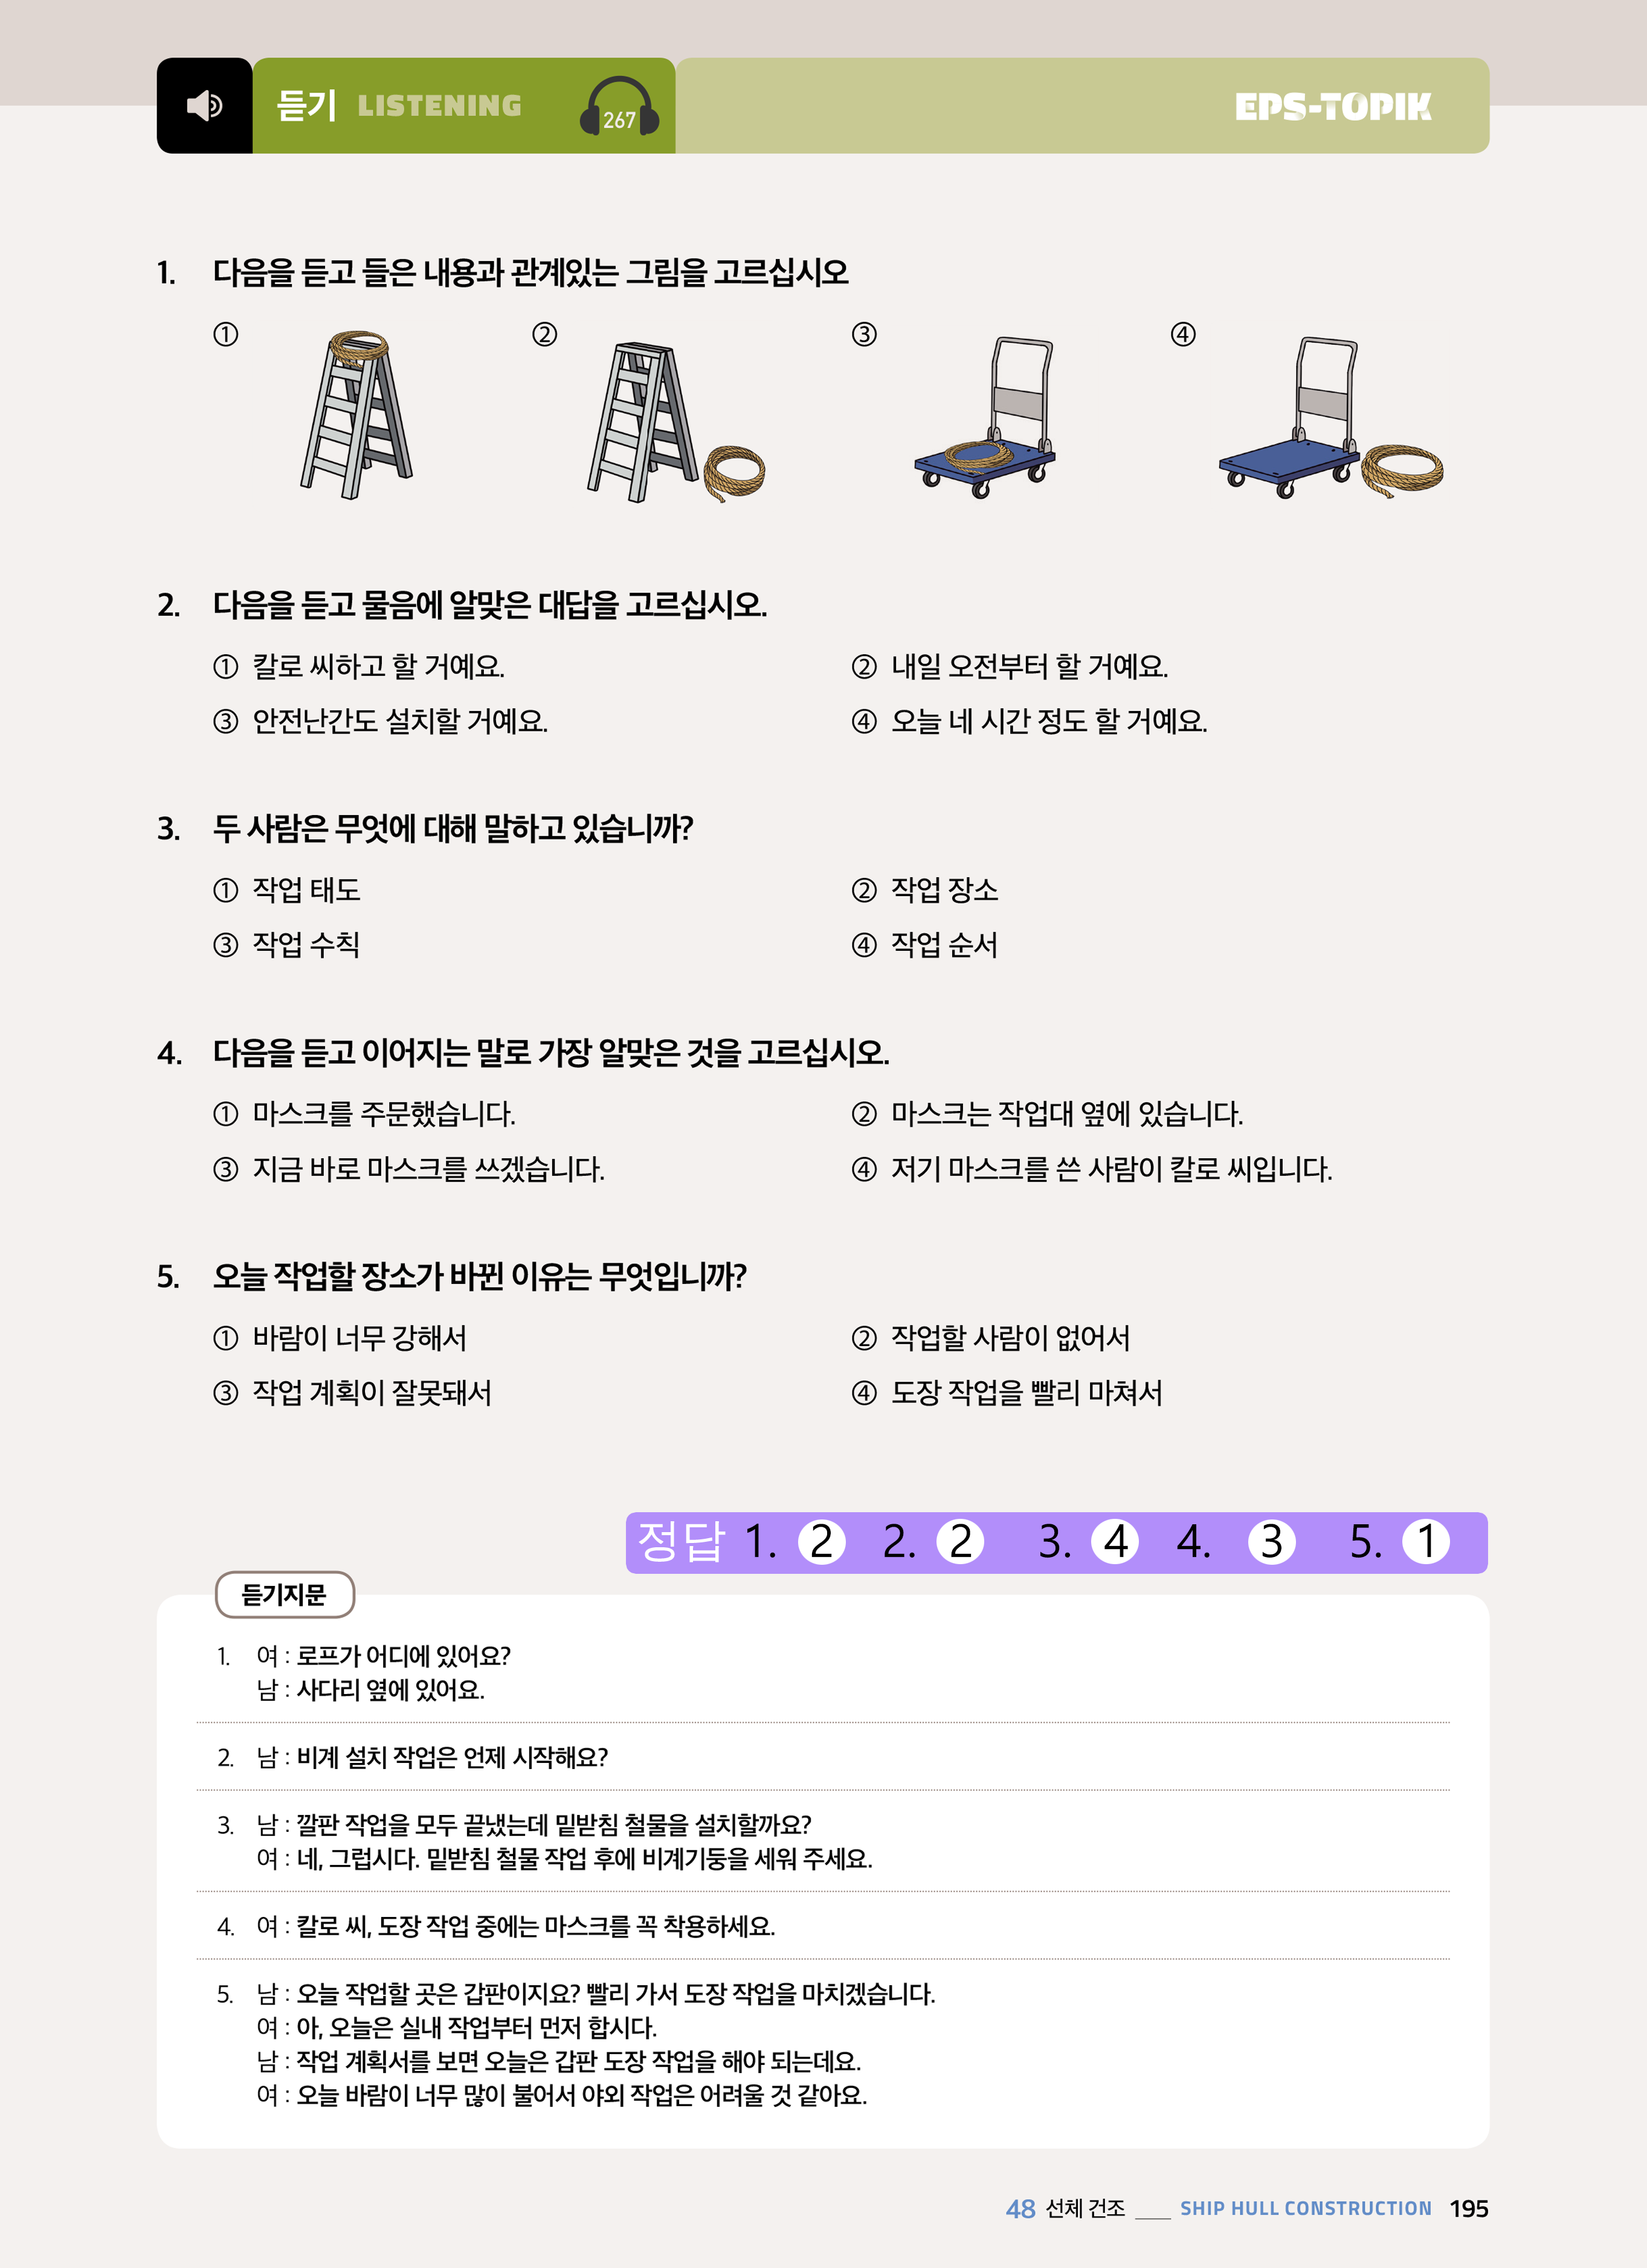 듣기 LISTENING 267 EPS-TOPIK
1. 다음을 듣고 들은 내용과 관계있는 그림을 고르십시오
① ② ③ ④
2. 다음을 듣고 물음에 알맞은 대답을 고르십시오.
① 칼로 씨하고 할 거예요. ② 내일 오전부터 할 거예요.
③ 안전난간도 설치할 거예요. ④ 오늘 네 시간 정도 할 거예요.
3. 두 사람은 무엇에 대해 말하고 있습니까?
① 작업 태도 ② 작업 장소
③ 작업 수칙 ④ 작업 순서
4. 다음을 듣고 이어지는 말로 가장 알맞은 것을 고르십시오.
① 마스크를 주문했습니다. ② 마스크는 작업대 옆에 있습니다.
③ 지금 바로 마스크를 쓰겠습니다. ④ 저기 마스크를 쓴 사람이 칼로 씨입니다.
5. 오늘 작업할 장소가 바뀐 이유는 무엇입니까?
① 바람이 너무 강해서 ② 작업할 사람이 없어서
③ 작업 계획이 잘못돼서 ④ 도장 작업을 빨리 마쳐서
정답 1. 2 2. 2 3. 4 4. 3 5. 1
듣기지문
1. 여 : 로프가 어디에 있어요?
남 : 사다리 옆에 있어요.
2. 남 : 비계 설치 작업은 언제 시작해요?
3. 남 : 깔판 작업을 모두 끝냈는데 밑받침 철물을 설치할까요?
여 : 네, 그럽시다. 밑받침 철물 작업 후에 비계기둥을 세워 주세요.
4. 여 : 칼로 씨, 도장 작업 중에는 마스크를 꼭 착용하세요.
5. 남 : 오늘 작업할 곳은 갑판이지요? 빨리 가서 도장 작업을 마치겠습니다.
여 : 아, 오늘은 실내 작업부터 먼저 합시다.
남 : 작업 계획서를 보면 오늘은 갑판 도장 작업을 해야 되는데요.
여 : 오늘 바람이 너무 많이 불어서 야외 작업은 어려울 것 같아요.
48 선체 건조 ___ SHIP HULL CONSTRUCTION 195